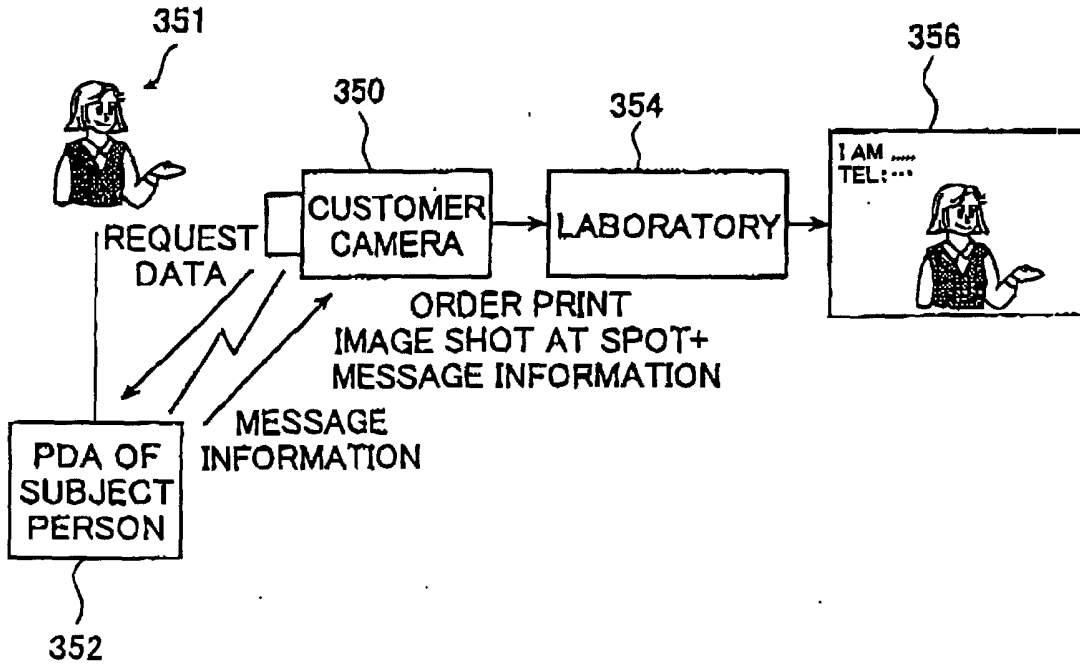 351
350
354
356
I AM ,,,,,
TEL: ···
CUSTOMER
CAMERA
LABORATORY
REQUEST
DATA
ORDER PRINT
IMAGE SHOT AT SPOT+
MESSAGE INFORMATION
MESSAGE
INFORMATION
PDA OF
SUBJECT
PERSON
352